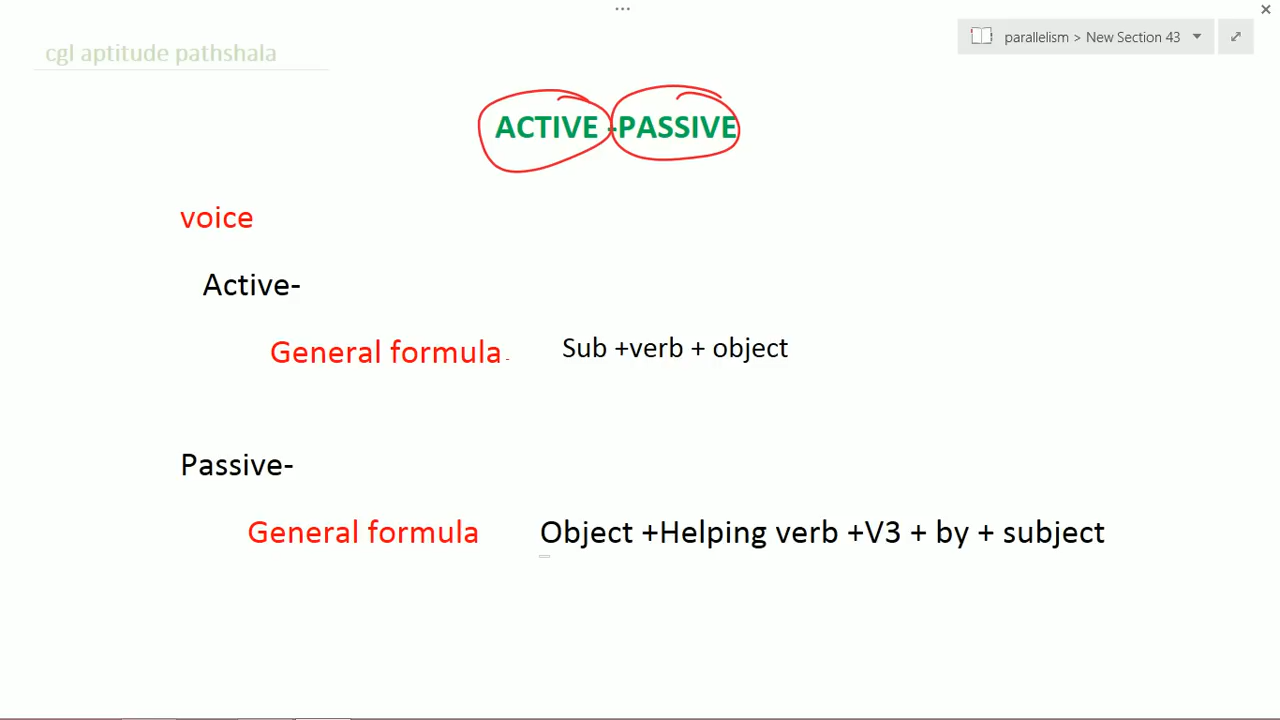 cgl aptitude pathshala
parallelism > New Section 43
ACTIVE -PASSIVE
voice
Active-
General formula- Sub +verb + object
Passive-
General formula Object +Helping verb +V3 + by + subject